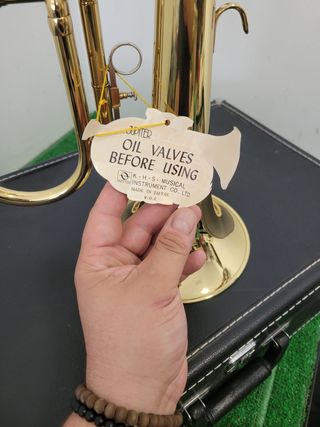 JUPITER
OIL VALVES
BEFORE USING
K·H·S· MUSICAL
INSTRUMENT CO., LTD.
MADE IN TAIWAN
R.O.C.